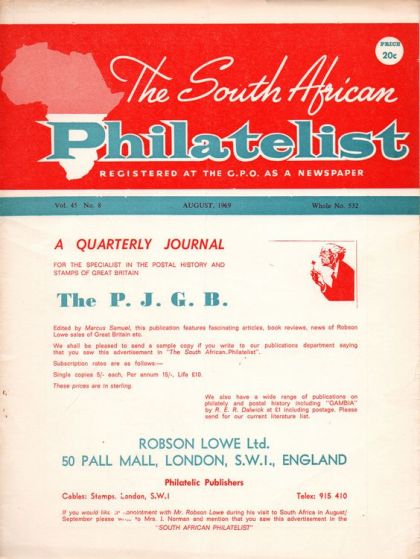 PRICE
20c
The South African
Philatelist
REGISTERED AT THE G.P.O. AS A NEWSPAPER
Vol. 45 No. 8 AUGUST, 1969 Whole No. 532
A QUARTERLY JOURNAL
FOR THE SPECIALIST IN THE POSTAL HISTORY AND
STAMPS OF GREAT BRITAIN
The P. J. G. B.
Edited by Marcus Samuel, this publication features fascinating articles, book reviews, news of Robson
Lowe sales of Great Britain etc.
We shall be pleased to send a sample copy if you write to our publications department saying
that you saw this advertisement in "The South African Philatelist".
Subscription rates are as follows:—
Single copies 5/- each, Per annum 15/-, Life £10.
These prices are in sterling.
We also have a wide range of publications on
philately and postal history including "GAMBIA"
by R. E. R. Dalwick at £1 including postage. Please
send for our current literature list.
ROBSON LOWE Ltd.
50 PALL MALL, LONDON, S.W.I., ENGLAND
Philatelic Publishers
Cables: Stamps, London, S.W.I Telex: 915 410
If you would like appointment with Mr. Robson Lowe during his visit to South Africa in August/
September please to Mrs. J. Norman and mention that you saw this advertisement in the
"SOUTH AFRICAN PHILATELIST"